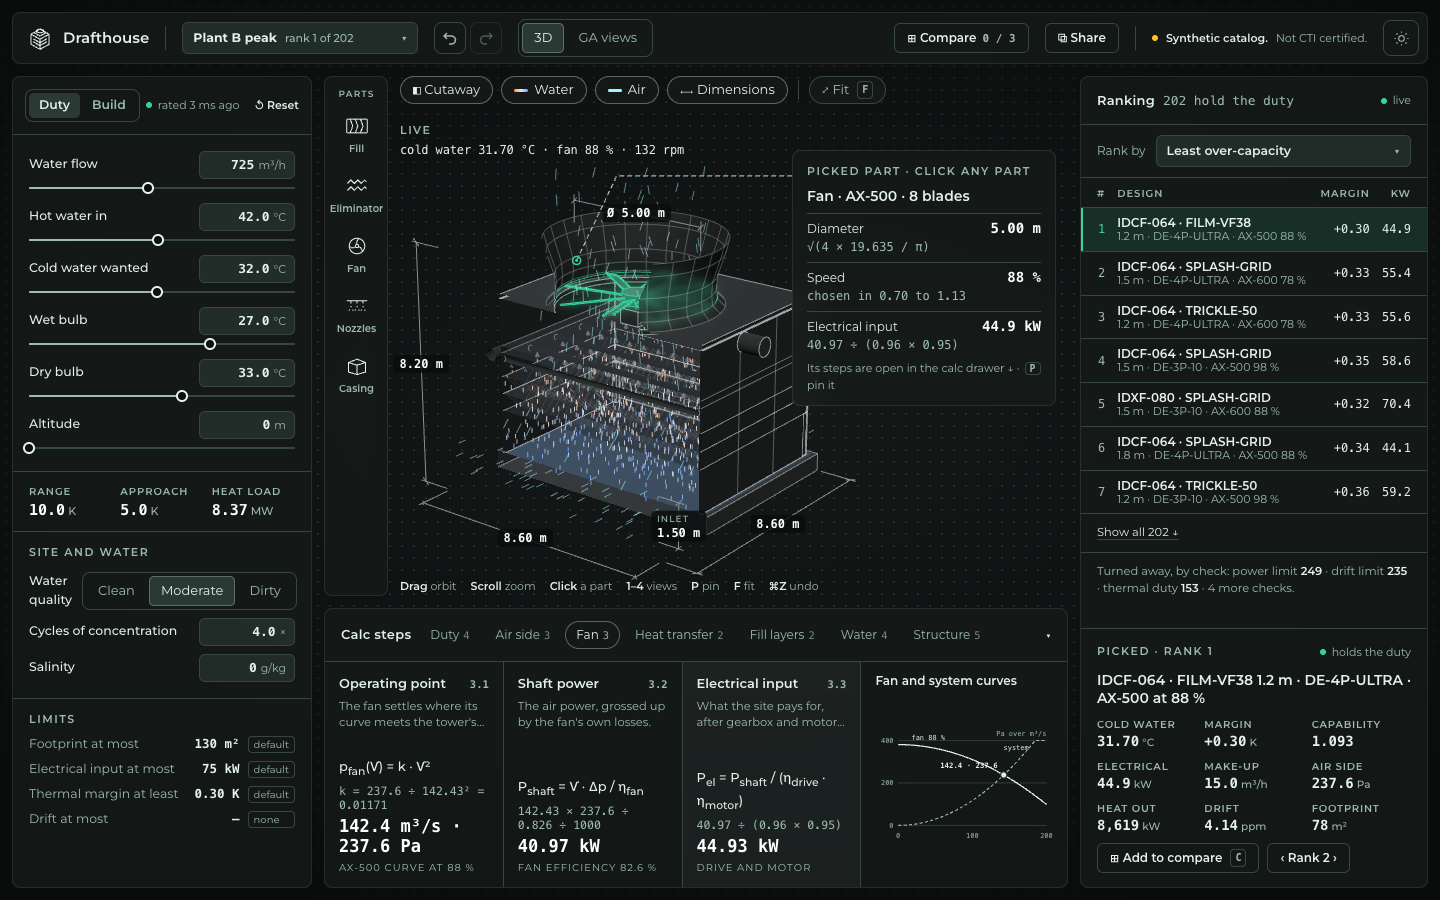 Drafthouse
Plant B peak rank 1 of 202
3D GA views
Compare 0 / 3
Share
Synthetic catalog. Not CTI certified.
Duty Build
rated 3 ms ago
Reset
Water flow 725 m³/h
Hot water in 42.0 °C
Cold water wanted 32.0 °C
Wet bulb 27.0 °C
Dry bulb 33.0 °C
Altitude 0 m
RANGE APPROACH HEAT LOAD
10.0 K 5.0 K 8.37 MW
SITE AND WATER
Water quality Clean Moderate Dirty
Cycles of concentration 4.0 ×
Salinity 0 g/kg
LIMITS
Footprint at most 130 m² default
Electrical input at most 75 kW default
Thermal margin at least 0.30 K default
Drift at most – none
PARTS
Fill
Eliminator
Fan
Nozzles
Casing
Cutaway Water Air Dimensions Fit F
LIVE
cold water 31.70 °C · fan 88 % · 132 rpm
Ø 5.00 m
8.20 m
8.60 m
INLET
1.50 m
8.60 m
PICKED PART · CLICK ANY PART
Fan · AX-500 · 8 blades
Diameter 5.00 m
√(4 × 19.635 / π)
Speed 88 %
chosen in 0.70 to 1.13
Electrical input 44.9 kW
40.97 ÷ (0.96 × 0.95)
Its steps are open in the calc drawer ↓ · P
pin it
Drag orbit Scroll zoom Click a part 1–4 views P pin F fit ⌘Z undo
Calc steps Duty 4 Air side 3 Fan 3 Heat transfer 2 Fill layers 2 Water 4 Structure 5
Operating point 3.1
The fan settles where its
curve meets the tower's…
pfan(V̇) = k · V̇²
k = 237.6 ÷ 142.43² =
0.01171
142.4 m³/s ·
237.6 Pa
AX-500 CURVE AT 88 %
Shaft power 3.2
The air power, grossed up
by the fan's own losses.
Pshaft = V̇ · Δp / ηfan
142.43 × 237.6 ÷
0.826 ÷ 1000
40.97 kW
FAN EFFICIENCY 82.6 %
Electrical input 3.3
What the site pays for,
after gearbox and motor…
Pel = Pshaft / (ηdrive ·
ηmotor)
40.97 ÷ (0.96 × 0.95)
44.93 kW
DRIVE AND MOTOR
Fan and system curves
Pa over m³/s
fan 88 %
system
142.4 · 237.6
400
200
0
0 100 200
Ranking 202 hold the duty live
Rank by Least over-capacity
# DESIGN MARGIN KW
1 IDCF-064 · FILM-VF38 +0.30 44.9
1.2 m · DE-4P-ULTRA · AX-500 88 %
2 IDCF-064 · SPLASH-GRID +0.33 55.4
1.5 m · DE-4P-ULTRA · AX-600 78 %
3 IDCF-064 · TRICKLE-50 +0.33 55.6
1.2 m · DE-4P-ULTRA · AX-600 78 %
4 IDCF-064 · SPLASH-GRID +0.35 58.6
1.5 m · DE-3P-10 · AX-500 98 %
5 IDXF-080 · SPLASH-GRID +0.32 70.4
1.5 m · DE-3P-10 · AX-600 88 %
6 IDCF-064 · SPLASH-GRID +0.34 44.1
1.8 m · DE-4P-ULTRA · AX-500 88 %
7 IDCF-064 · TRICKLE-50 +0.36 59.2
1.2 m · DE-3P-10 · AX-500 98 %
Show all 202 ↓
Turned away, by check: power limit 249 · drift limit 235
· thermal duty 153 · 4 more checks.
PICKED · RANK 1 holds the duty
IDCF-064 · FILM-VF38 1.2 m · DE-4P-ULTRA ·
AX-500 at 88 %
COLD WATER MARGIN CAPABILITY
31.70 °C +0.30 K 1.093
ELECTRICAL MAKE-UP AIR SIDE
44.9 kW 15.0 m³/h 237.6 Pa
HEAT OUT DRIFT FOOTPRINT
8,619 kW 4.14 ppm 78 m²
Add to compare C
‹ Rank 2 ›